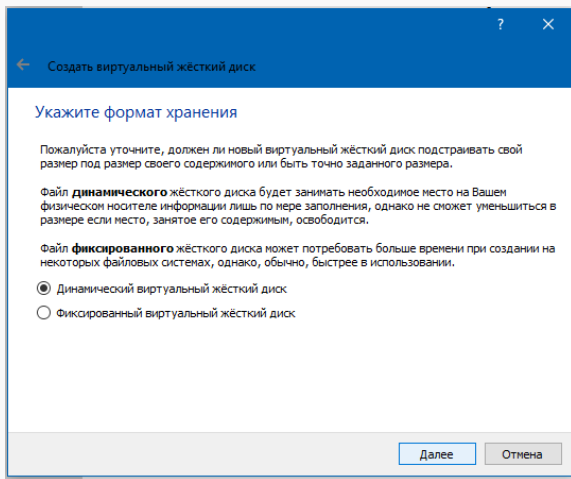 ?
Создать виртуальный жёсткий диск
Укажите формат хранения
Пожалуйста уточните, должен ли новый виртуальный жёсткий диск подстраивать свой
размер под размер своего содержимого или быть точно заданного размера.
Файл динамического жёсткого диска будет занимать необходимое место на Вашем
физическом носителе информации лишь по мере заполнения, однако не сможет уменьшиться в
размере если место, занятое его содержимым, освободится.
Файл фиксированного жёсткого диска может потребовать больше времени при создании на
некоторых файловых системах, однако, обычно, быстрее в использовании.
Динамический виртуальный жёсткий диск
Фиксированный виртуальный жёсткий диск
Далее Отмена